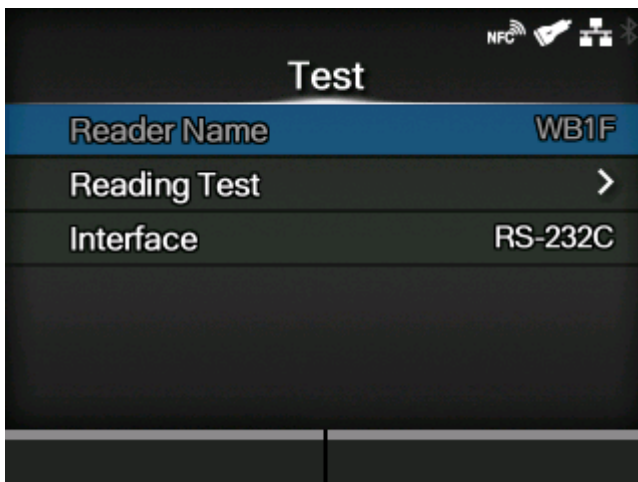 NFC
Test
Reader Name WB1F
Reading Test >
Interface RS-232C